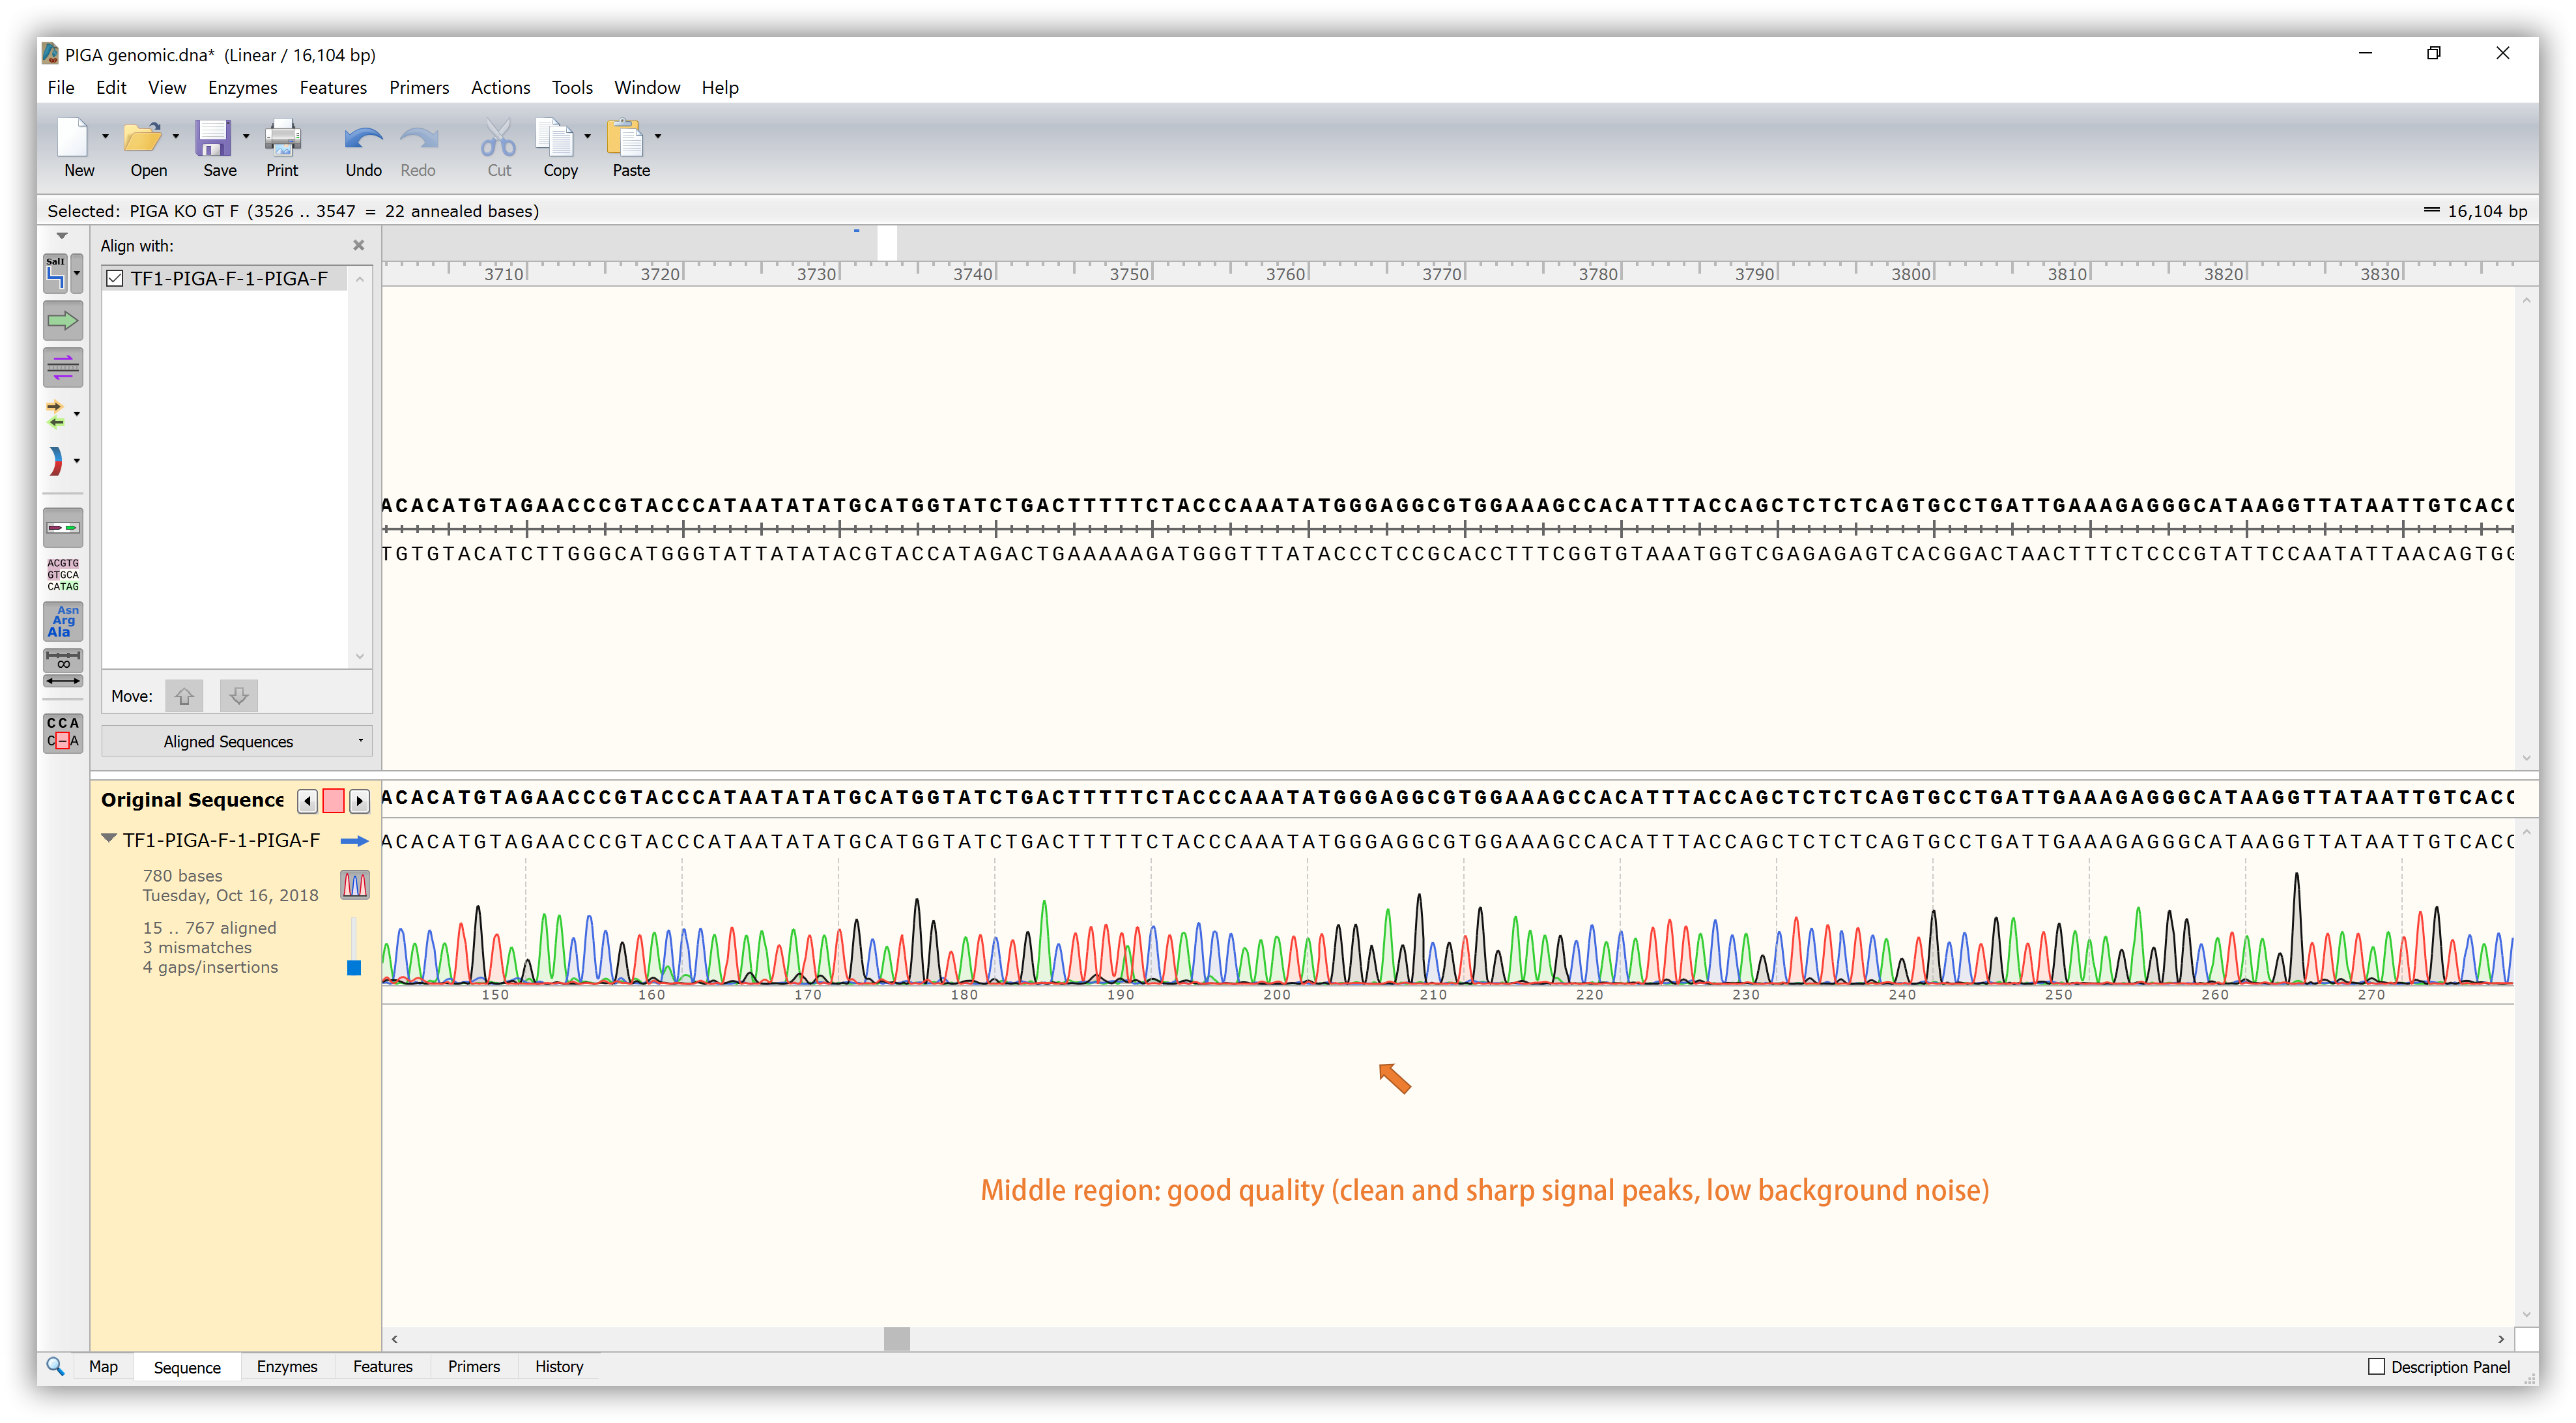 PIGA genomic.dna* (Linear / 16,104 bp)
File Edit View Enzymes Features Primers Actions Tools Window Help
New Open Save Print Undo Redo Cut Copy Paste
Selected: PIGA KO GT F (3526 .. 3547 = 22 annealed bases) 16,104 bp
Align with:
TF1-PIGA-F-1-PIGA-F
3710 3720 3730 3740 3750 3760 3770 3780 3790 3800 3810 3820 3830
SalI
ACACATGTAGAACCCGTACCCATAATATATGCATGGTATCTGACTTTTTCTACCCAAATATGGGAGGCGTGGAAAGCCACATTTACCAGCTCTCTCAGTGCCTGATTGAAAGAGGGCATAAGGTTATAATTGTCACC
TGTGTACATCTTGGGCATGGGTATTATATACGTACCATAGACTGAAAAAGATGGGTTTATACCCTCCGCACCTTTCGGTGTAAATGGTCGAGAGAGTCACGGACTAACTTTCTCCCGTATTCCAATATTAACAGTGG
ACGTG
GTGCA
CATAG
Asn
Arg
Ala
∞
Move:
CCA
C-A
Aligned Sequences
Original Sequence
ACACATGTAGAACCCGTACCCATAATATATGCATGGTATCTGACTTTTTCTACCCAAATATGGGAGGCGTGGAAAGCCACATTTACCAGCTCTCTCAGTGCCTGATTGAAAGAGGGCATAAGGTTATAATTGTCACC
TF1-PIGA-F-1-PIGA-F
ACACATGTAGAACCCGTACCCATAATATATGCATGGTATCTGACTTTTTCTACCCAAATATGGGAGGCGTGGAAAGCCACATTTACCAGCTCTCTCAGTGCCTGATTGAAAGAGGGCATAAGGTTATAATTGTCACC
780 bases
Tuesday, Oct 16, 2018
15 .. 767 aligned
3 mismatches
4 gaps/insertions
150 160 170 180 190 200 210 220 230 240 250 260 270
Middle region: good quality (clean and sharp signal peaks, low background noise)
Map Sequence Enzymes Features Primers History Description Panel